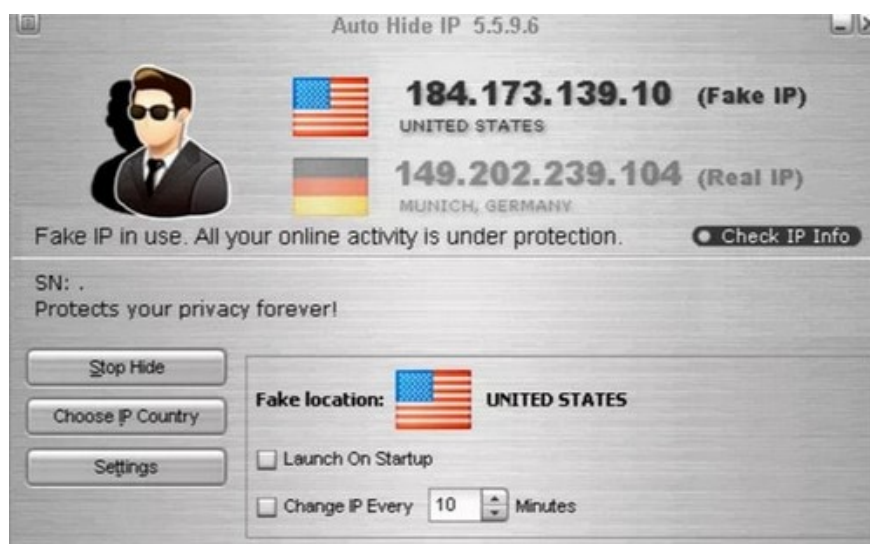 Auto Hide IP 5.5.9.6
184.173.139.10 (Fake IP)
UNITED STATES
149.202.239.104 (Real IP)
MUNICH, GERMANY
Fake IP in use. All your online activity is under protection.
Check IP Info
SN: .
Protects your privacy forever!
Stop Hide
Choose IP Country
Settings
Fake location: UNITED STATES
Launch On Startup
Change IP Every 10 Minutes